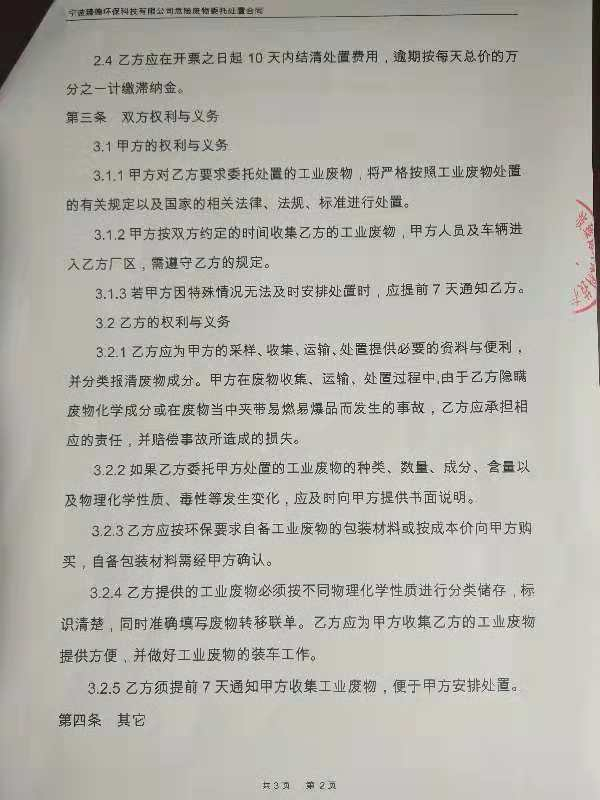 宁波臻德环保科技有限公司危险废物委托处置合同
2.4 乙方应在开票之日起 10 天内结清处置费用，逾期按每天总价的万
分之一计缴滞纳金。
第三条 双方权利与义务
3.1 甲方的权利与义务
3.1.1 甲方对乙方要求委托处置的工业废物，将严格按照工业废物处置
的有关规定以及国家的相关法律、法规、标准进行处置。
3.1.2 甲方按双方约定的时间收集乙方的工业废物，甲方人员及车辆进
入乙方厂区，需遵守乙方的规定。
3.1.3 若甲方因特殊情况无法及时安排处置时，应提前 7 天通知乙方。
3.2 乙方的权利与义务
3.2.1 乙方应为甲方的采样、收集、运输、处置提供必要的资料与便利，
并分类报清废物成分。甲方在废物收集、运输、处置过程中,由于乙方隐瞒
废物化学成分或在废物当中夹带易燃易爆品而发生的事故，乙方应承担相
应的责任，并赔偿事故所造成的损失。
3.2.2 如果乙方委托甲方处置的工业废物的种类、数量、成分、含量以
及物理化学性质、毒性等发生变化，应及时向甲方提供书面说明。
3.2.3 乙方应按环保要求自备工业废物的包装材料或按成本价向甲方购
买，自备包装材料需经甲方确认。
3.2.4 乙方提供的工业废物必须按不同物理化学性质进行分类储存，标
识清楚，同时准确填写废物转移联单。乙方应为甲方收集乙方的工业废物
提供方便，并做好工业废物的装车工作。
3.2.5 乙方须提前 7 天通知甲方收集工业废物，便于甲方安排处置。
第四条 其它
共 3 页 第 2 页